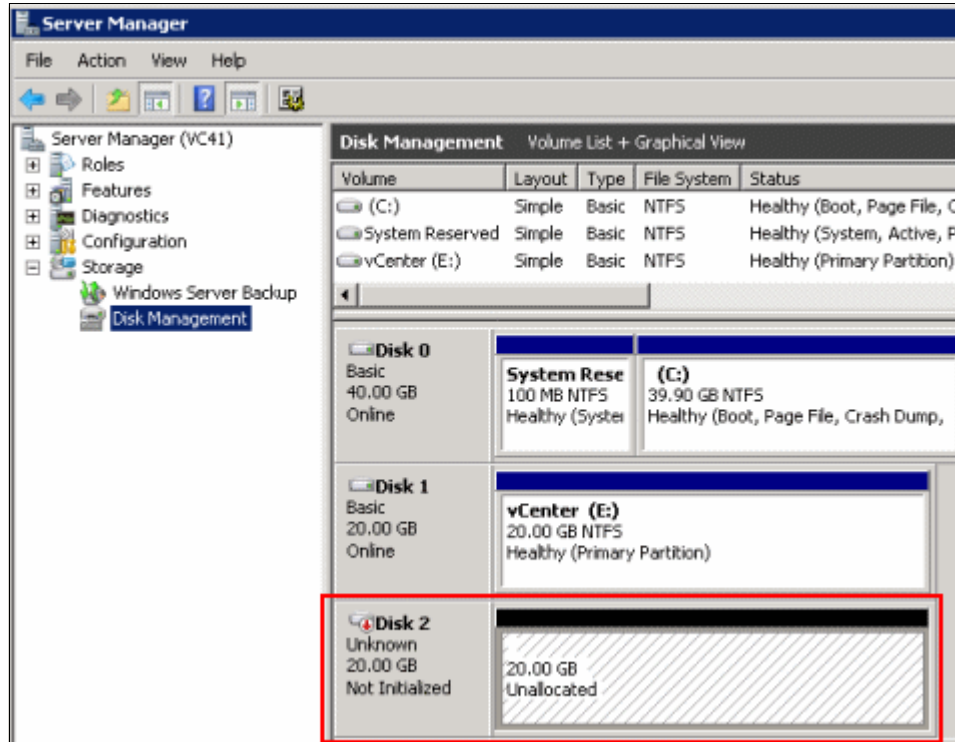 Server Manager
File Action View Help
Server Manager (VC41)
Roles
Features
Diagnostics
Configuration
Storage
Windows Server Backup
Disk Management
Disk Management Volume List + Graphical View
Volume Layout Type File System Status
(C:) Simple Basic NTFS Healthy (Boot, Page File, C
System Reserved Simple Basic NTFS Healthy (System, Active, P
vCenter (E:) Simple Basic NTFS Healthy (Primary Partition)
Disk 0
Basic
40.00 GB
Online
System Rese
100 MB NTFS
Healthy (System
(C:)
39.90 GB NTFS
Healthy (Boot, Page File, Crash Dump,
Disk 1
Basic
20.00 GB
Online
vCenter (E:)
20.00 GB NTFS
Healthy (Primary Partition)
Disk 2
Unknown
20.00 GB
Not Initialized
20.00 GB
Unallocated